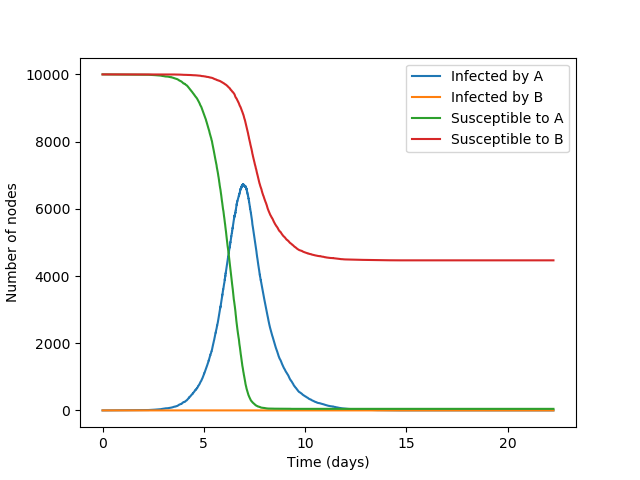 10000
8000
6000
4000
2000
0
Number of nodes
Infected by A
Infected by B
Susceptible to A
Susceptible to B
0 5 10 15 20
Time (days)